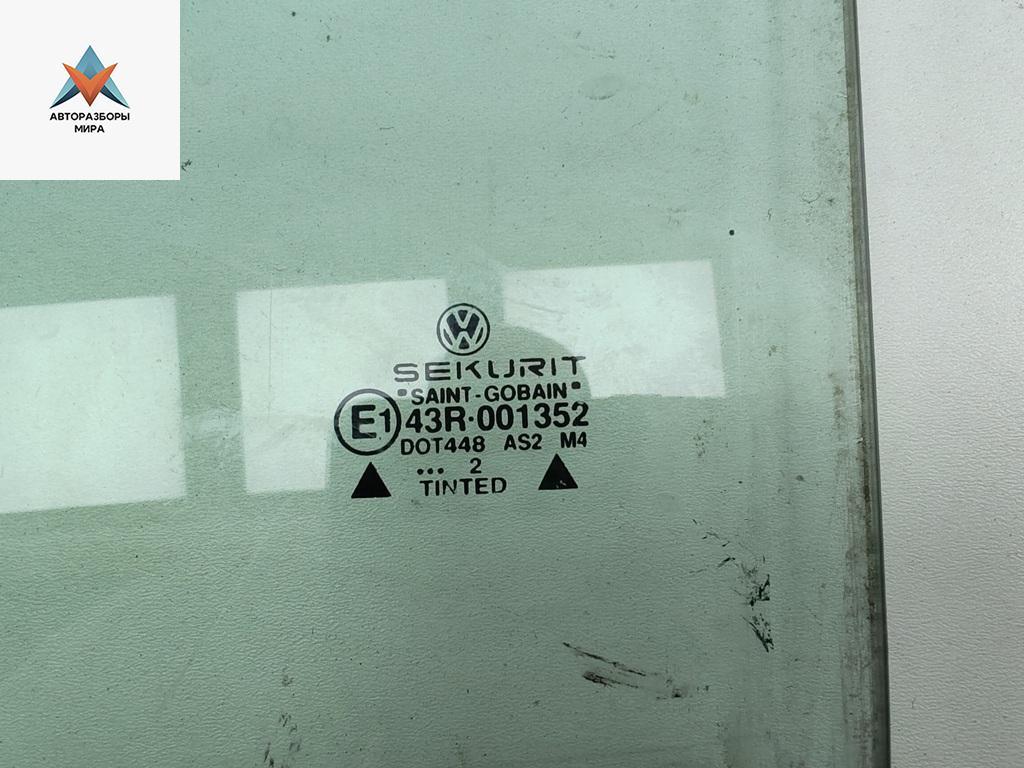 АВТОРАЗБОРЫ
МИРА
SEKURIT
"SAINT-GOBAIN"
E1 43R-001352
DOT448 AS2 M4
... 2
TINTED